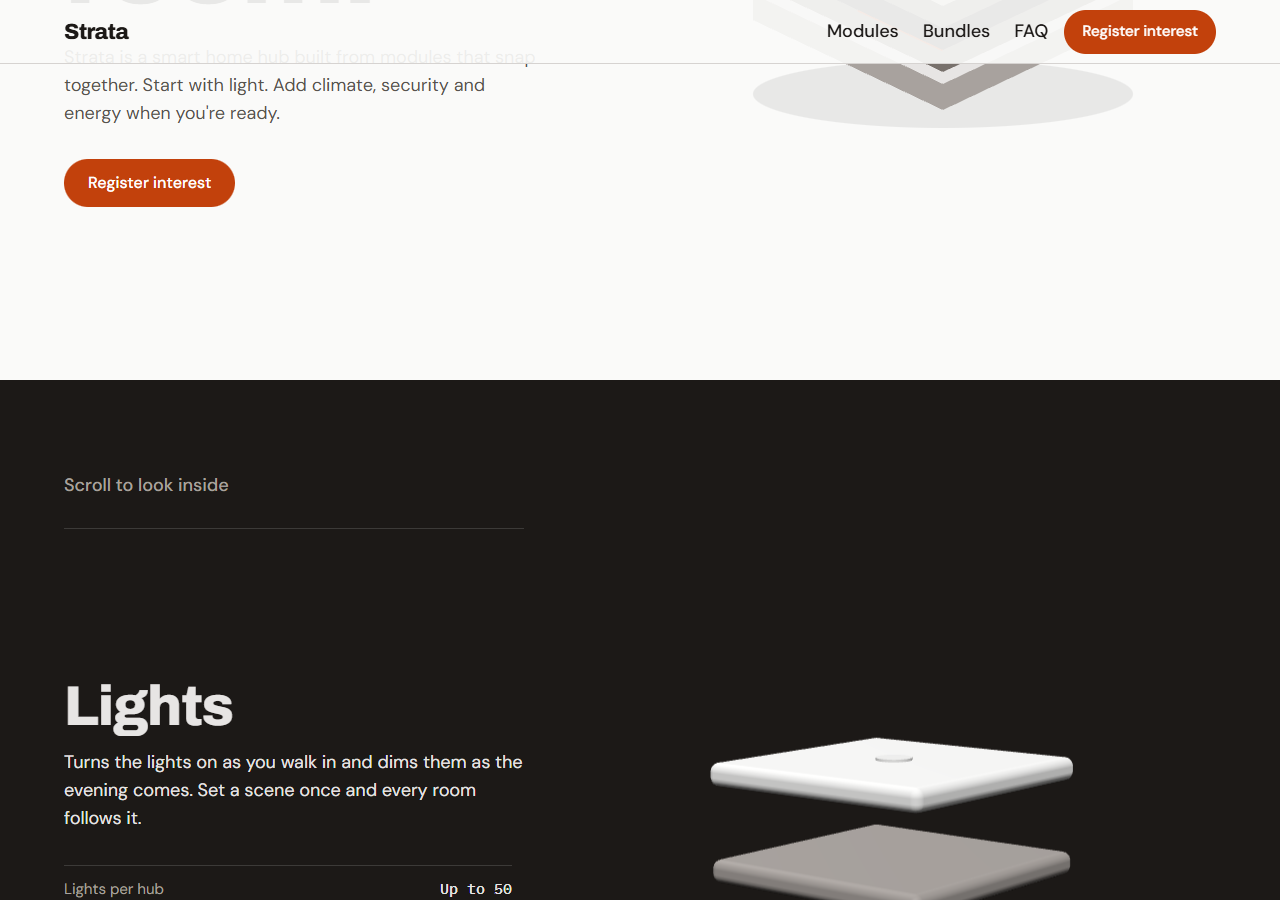 Strata
Modules
Bundles
FAQ
Register interest
Strata is a smart home hub built from modules that snap
together. Start with light. Add climate, security and
energy when you're ready.
Register interest
Scroll to look inside
Lights
Turns the lights on as you walk in and dims them as the
evening comes. Set a scene once and every room
follows it.
Lights per hub
Up to 50